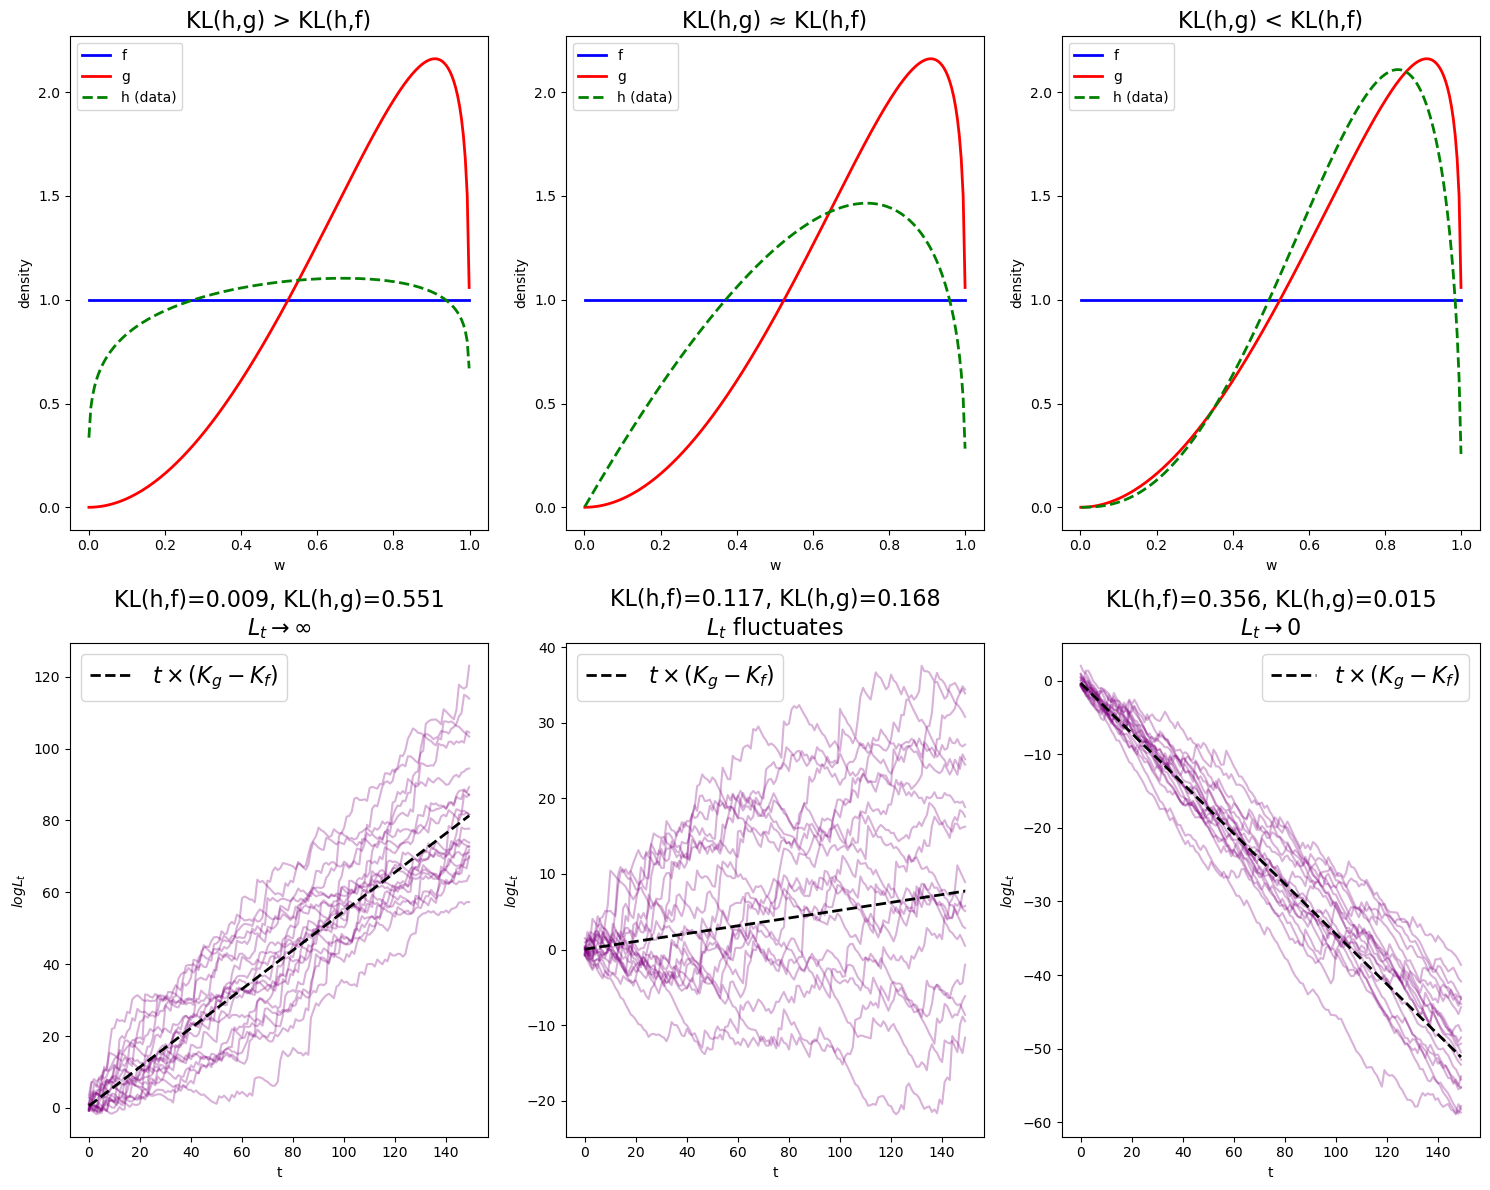 KL(h,g) > KL(h,f)
f
g
h (data)
density
2.0
1.5
1.0
0.5
0.0
0.0 0.2 0.4 0.6 0.8 1.0
w
KL(h,g) ≈ KL(h,f)
f
g
h (data)
density
2.0
1.5
1.0
0.5
0.0
0.0 0.2 0.4 0.6 0.8 1.0
w
KL(h,g) < KL(h,f)
f
g
h (data)
density
2.0
1.5
1.0
0.5
0.0
0.0 0.2 0.4 0.6 0.8 1.0
w
KL(h,f)=0.009, KL(h,g)=0.551
L_t → ∞
t × (K_g − K_f)
logL_t
120
100
80
60
40
20
0
0 20 40 60 80 100 120 140
t
KL(h,f)=0.117, KL(h,g)=0.168
L_t fluctuates
t × (K_g − K_f)
logL_t
40
30
20
10
0
−10
−20
0 20 40 60 80 100 120 140
t
KL(h,f)=0.356, KL(h,g)=0.015
L_t → 0
t × (K_g − K_f)
logL_t
0
−10
−20
−30
−40
−50
−60
0 20 40 60 80 100 120 140
t